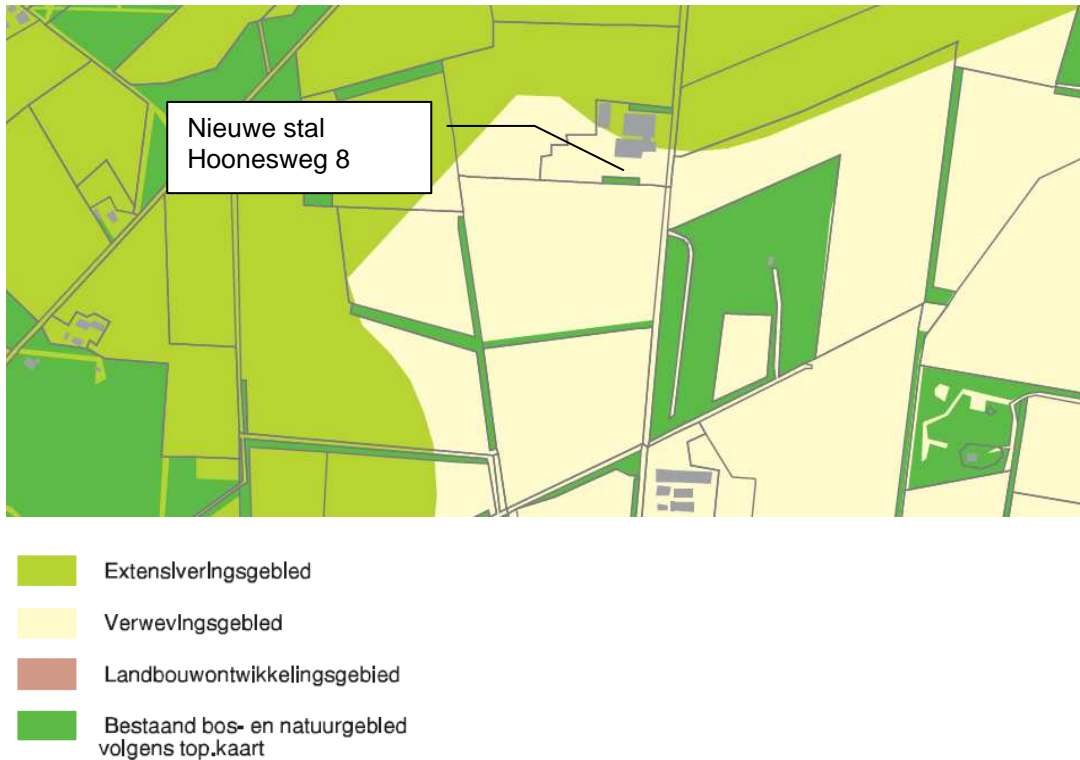 Nieuwe stal
Hoonesweg 8
Extensiveringsgebied
Verwevingsgebied
Landbouwontwikkelingsgebied
Bestaand bos- en natuurgebied
volgens top.kaart